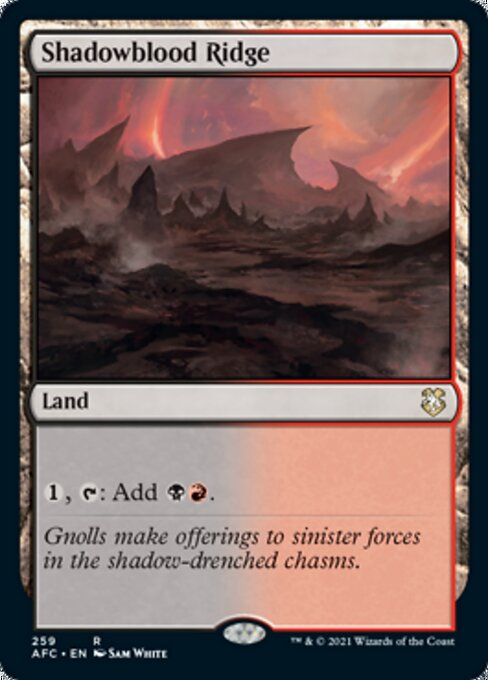 Shadowblood Ridge
Land
1, : Add .
Gnolls make offerings to sinister forces
in the shadow-drenched chasms.
259 R
AFC • EN SAM WHITE
™ & © 2021 Wizards of the Coast